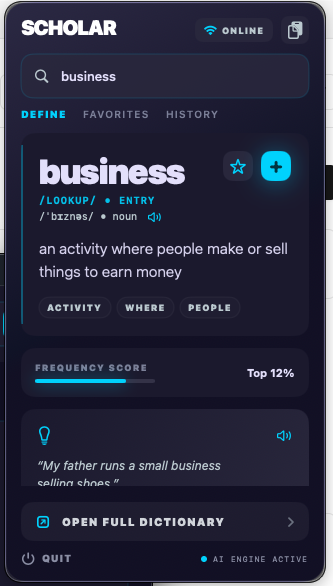 SCHOLAR
ONLINE
business
DEFINE FAVORITES HISTORY
business
/LOOKUP/ • ENTRY
/ˈbɪznəs/ • noun
an activity where people make or sell
things to earn money
ACTIVITY WHERE PEOPLE
FREQUENCY SCORE
Top 12%
“My father runs a small business
selling shoes.”
OPEN FULL DICTIONARY
QUIT
AI ENGINE ACTIVE